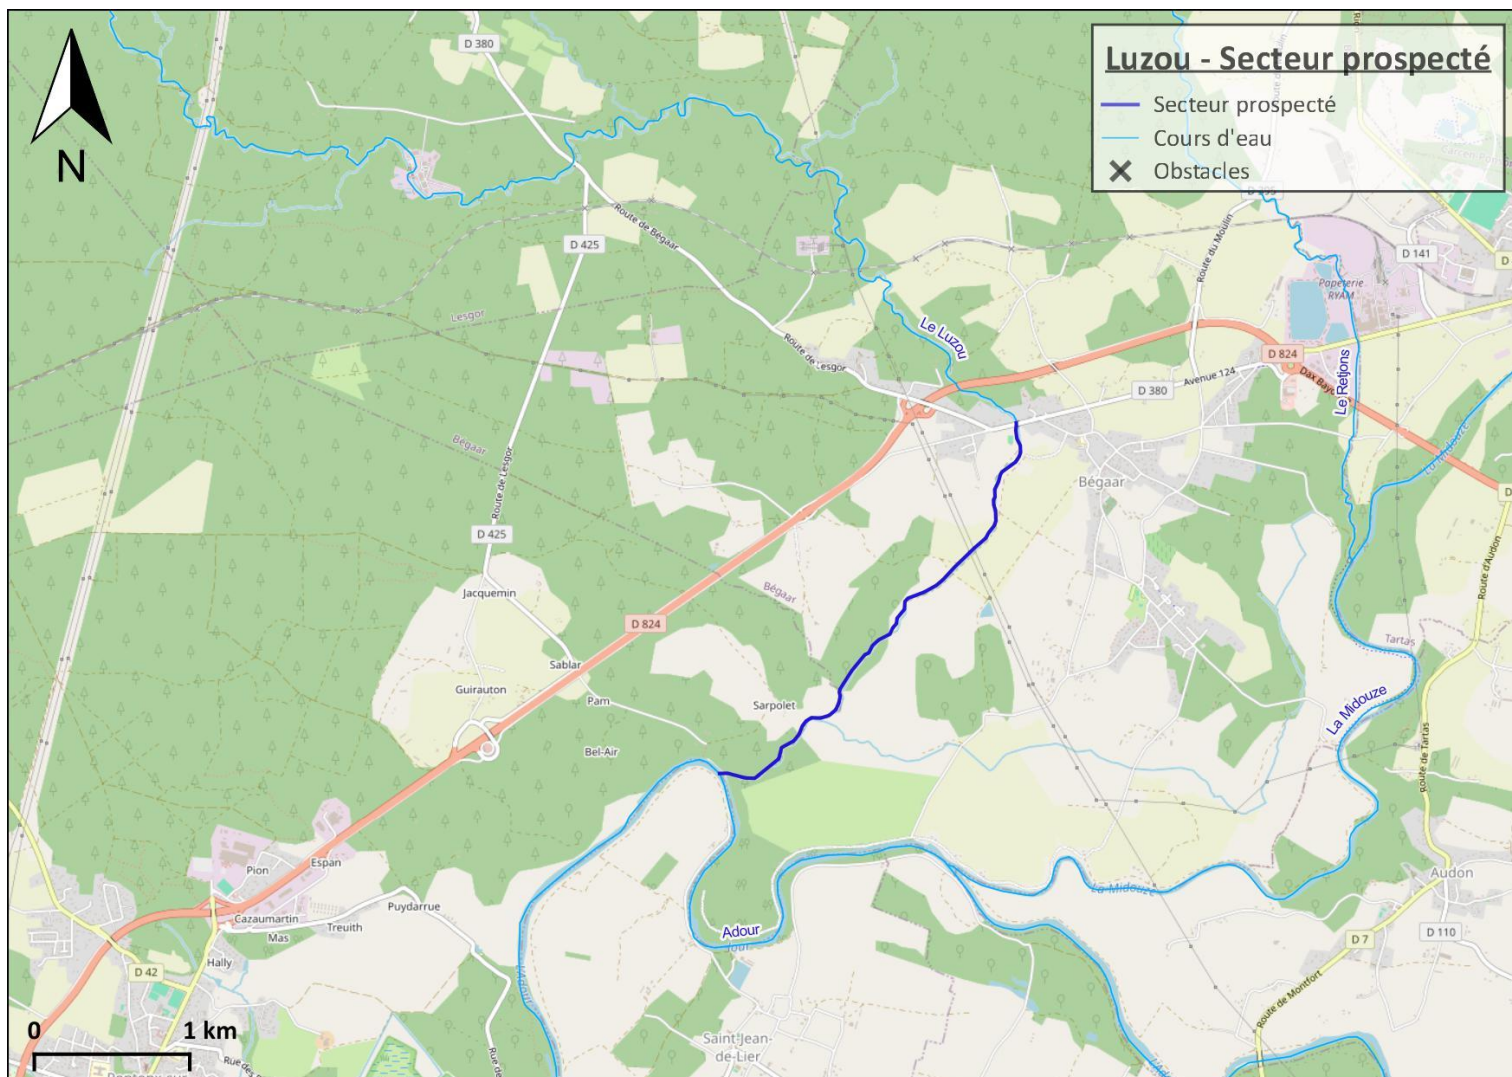 Luzou - Secteur prospecté
Secteur prospecté
Cours d'eau
Obstacles
N
D 380
D 425
Route de Bégaar
Lesgor
Route de Lesgor
Le Luzou
Route du Moulin
D 141
D
Papeterie
RYAM
D 824
Avenue 124
D 380
Le Retjons
La Midouze
D
Bégaar
Bégaar
Route de Lesgor
D 425
Jacquemin
Bégaar
D 824
Sablar
Guirauton
Pam
Sarpolet
Bel-Air
Tartas
Route d'Audon
La Midouze
Route de Tartas
Espan
Pion
Cazaumartin
Mas
Treuith
Puydarrue
Hally
D 42
La Midouze
Audon
Adour
D 7
D 110
Route de Montfort
Saint-Jean-
de-Lier
0 1 km